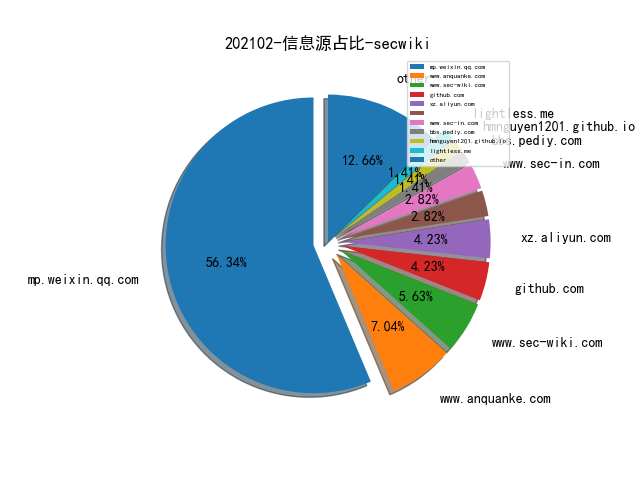 202102-信息源占比-secwiki
mp.weixin.qq.com
www.anquanke.com
www.sec-wiki.com
github.com
xz.aliyun.com
www.sec-in.com
bbs.pediy.com
hmnguyen1201.github.io
lightless.me
other
other
lightless.me
hmnguyen1201.github.io
bbs.pediy.com
www.sec-in.com
xz.aliyun.com
github.com
www.sec-wiki.com
www.anquanke.com
mp.weixin.qq.com
12.66%
1.41%
1.41%
1.41%
2.82%
2.82%
4.23%
4.23%
5.63%
7.04%
56.34%